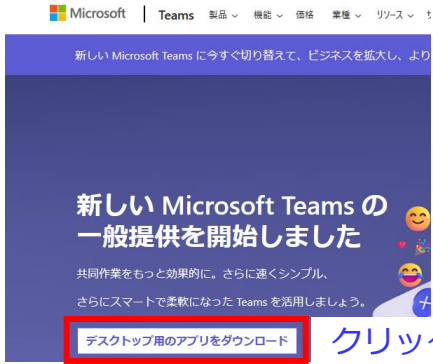 Microsoft Teams 製品 機能 価格 業種 リソース
新しい Microsoft Teams に今すぐ切り替えて、ビジネスを拡大し、より
新しい Microsoft Teams の
一般提供を開始しました
共同作業をもっと効果的に。さらに速くシンプル、
さらにスマートで柔軟になった Teams を活用しましょう。
デスクトップ用のアプリをダウンロード
クリッ